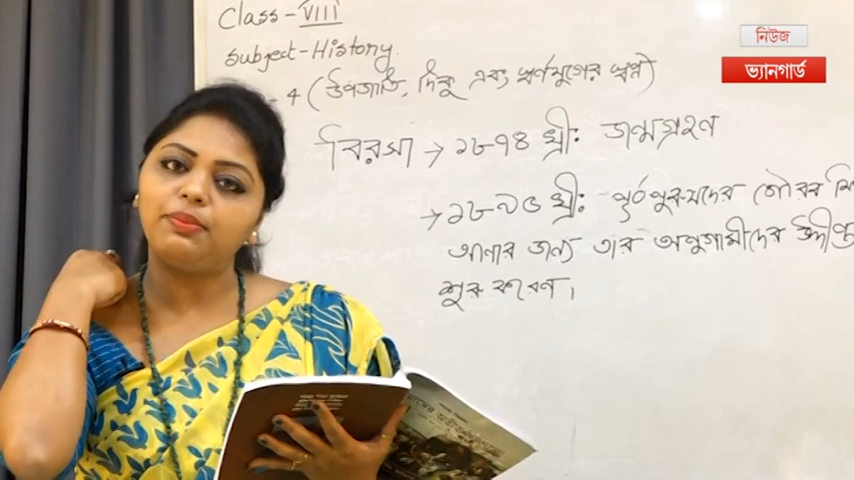 Class-VIII
Subject-History.
4 (উপজাতি, দিকু এবং স্বর্ণযুগের স্বপ্ন)
বিরসা → ১৮৭৪ খ্রীঃ জন্মগ্রহণ
→ ১৮৯৫ খ্রীঃ পূর্বপুরুষদের গৌরব
আনার জন্য তার অনুগামীদের উদ্দীপ্ত
শুরু করেন।
নিউজ
ভ্যানগার্ড